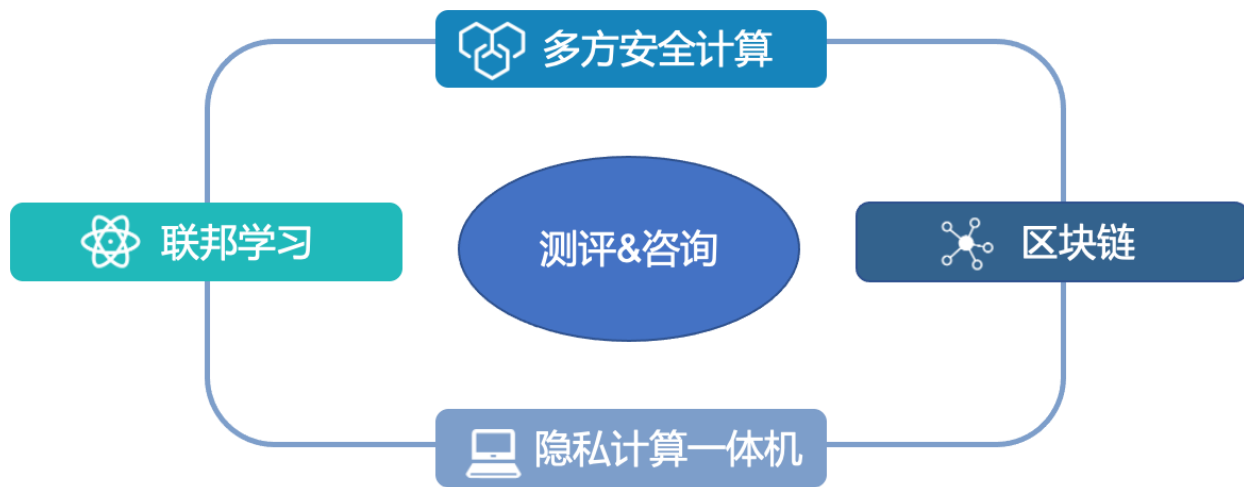 多方安全计算
联邦学习
测评&咨询
区块链
隐私计算一体机